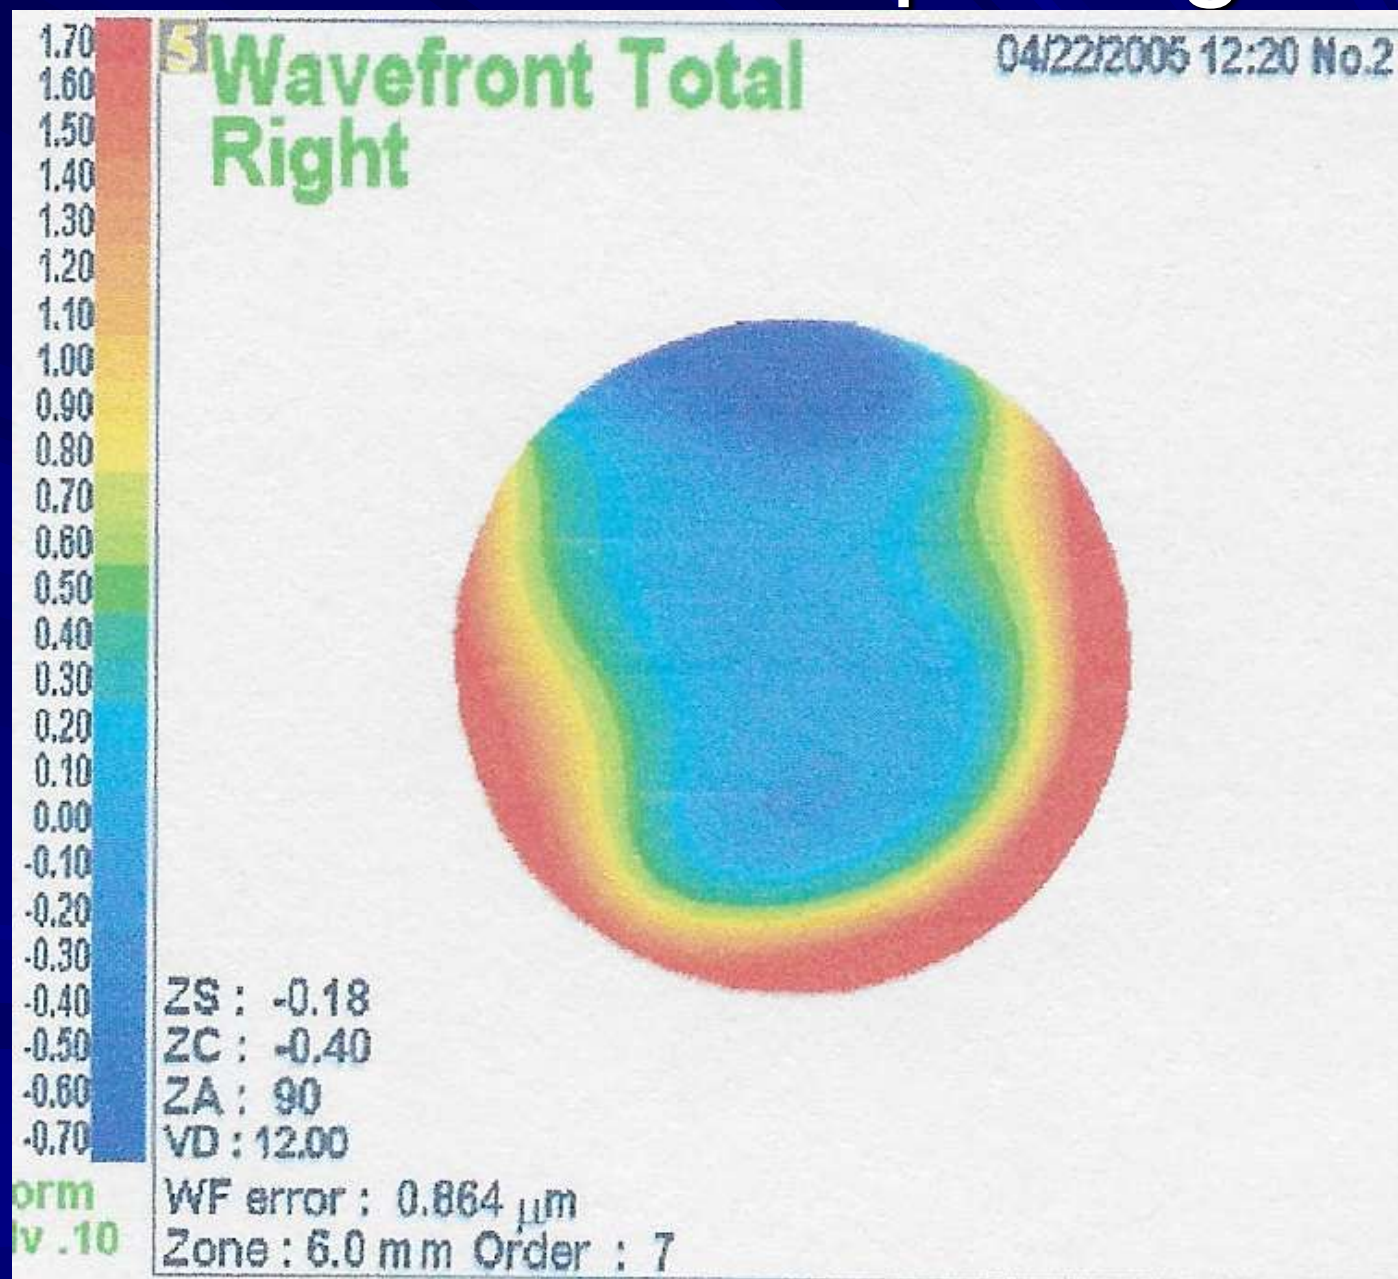 5 Wavefront Total
Right
04/22/2005 12:20 No.2
1.70
1.60
1.50
1.40
1.30
1.20
1.10
1.00
0.90
0.80
0.70
0.60
0.50
0.40
0.30
0.20
0.10
0.00
-0.10
-0.20
-0.30
-0.40
-0.50
-0.60
-0.70
ZS : -0.18
ZC : -0.40
ZA : 90
VD : 12.00
orm
lv .10
WF error : 0.864 μm
Zone : 6.0 mm Order : 7